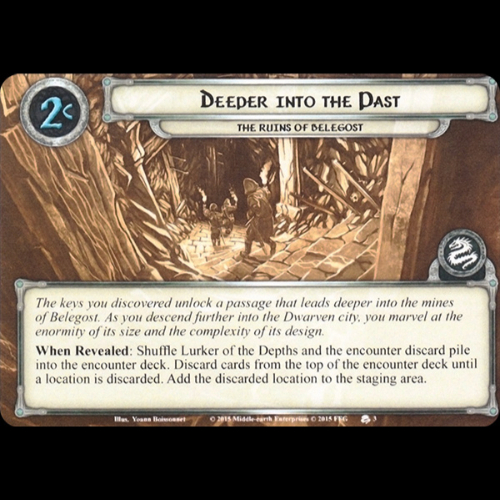 2c
DEEPER INTO THE PAST
THE RUINS OF BELEGOST
The keys you discovered unlock a passage that leads deeper into the mines
of Belegost. As you descend further into the Dwarven city, you marvel at the
enormity of its size and the complexity of its design.
When Revealed: Shuffle Lurker of the Depths and the encounter discard pile
into the encounter deck. Discard cards from the top of the encounter deck until
a location is discarded. Add the discarded location to the staging area.
Illus. Yoann Boissonnet © 2015 Middle-earth Enterprises © 2015 FFG 3